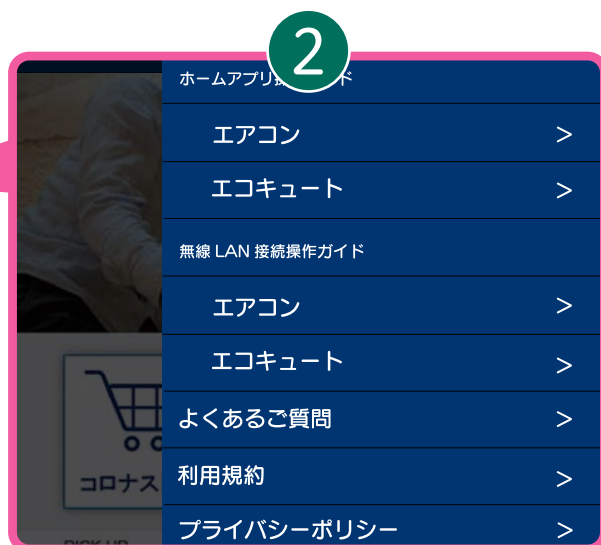 2
ホームアプリ
エアコン >
エコキュート >
無線 LAN 接続操作ガイド
エアコン >
エコキュート >
よくあるご質問 >
利用規約 >
プライバシーポリシー >
コロナス
PICK UP